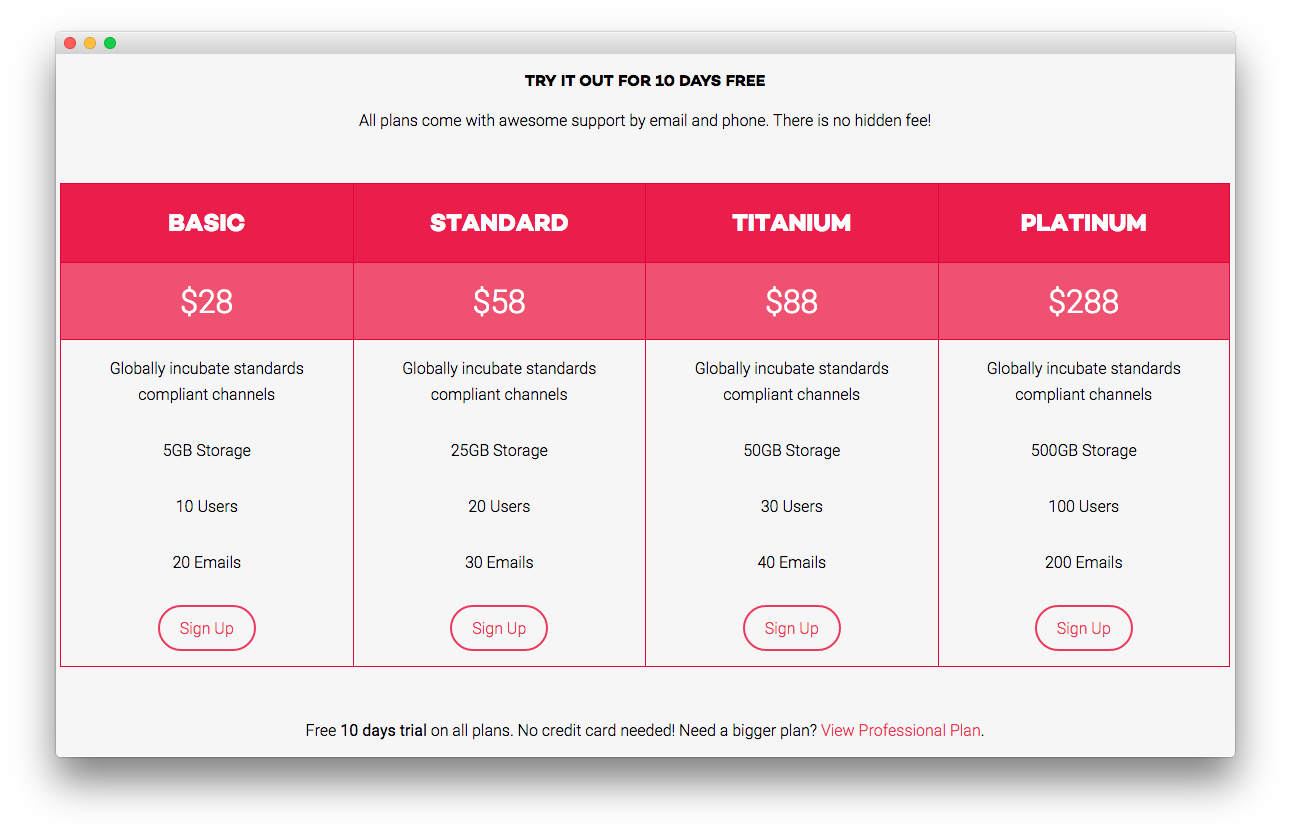 TRY IT OUT FOR 10 DAYS FREE
All plans come with awesome support by email and phone. There is no hidden fee!
BASIC
$28
Globally incubate standards
compliant channels
5GB Storage
10 Users
20 Emails
Sign Up
STANDARD
$58
Globally incubate standards
compliant channels
25GB Storage
20 Users
30 Emails
Sign Up
TITANIUM
$88
Globally incubate standards
compliant channels
50GB Storage
30 Users
40 Emails
Sign Up
PLATINUM
$288
Globally incubate standards
compliant channels
500GB Storage
100 Users
200 Emails
Sign Up
Free 10 days trial on all plans. No credit card needed! Need a bigger plan? View Professional Plan.